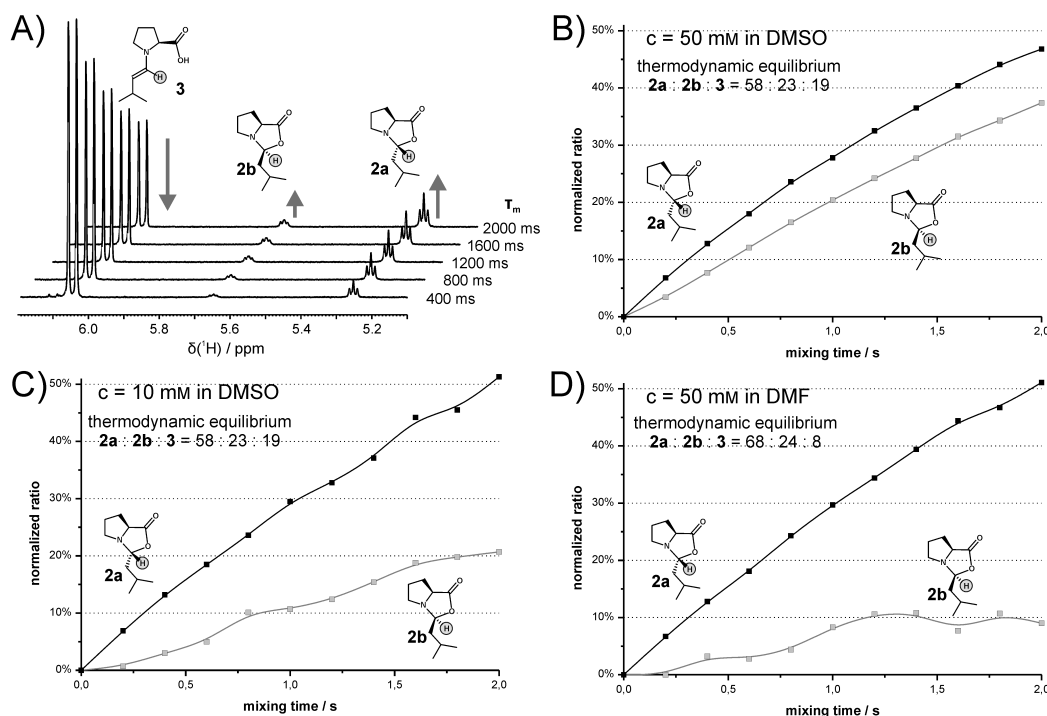 A)
N
O
OH
H
3
N
O
O
H
2b
N
O
O
H
2a
Tm
2000 ms
1600 ms
1200 ms
800 ms
400 ms
6.0 5.8 5.6 5.4 5.2
δ(¹H) / ppm
B)
c = 50 mM in DMSO
thermodynamic equilibrium
2a : 2b : 3 = 58 : 23 : 19
normalized ratio
50%
40%
30%
20%
10%
0%
N
O
O
H
2a
N
O
O
H
2b
0,0 0,5 1,0 1,5 2,0
mixing time / s
C)
c = 10 mM in DMSO
thermodynamic equilibrium
2a : 2b : 3 = 58 : 23 : 19
normalized ratio
50%
40%
30%
20%
10%
0%
N
O
O
H
2a
N
O
O
H
2b
0,0 0,5 1,0 1,5 2,0
mixing time / s
D)
c = 50 mM in DMF
thermodynamic equilibrium
2a : 2b : 3 = 68 : 24 : 8
normalized ratio
50%
40%
30%
20%
10%
0%
N
O
O
H
2a
N
O
O
H
2b
0,0 0,5 1,0 1,5 2,0
mixing time / s